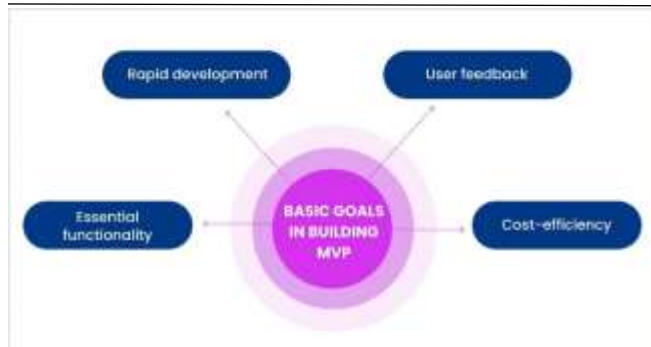 Rapid development
User feedback
Essential
functionality
BASIC GOALS
IN BUILDING
MVP
Cost-efficiency